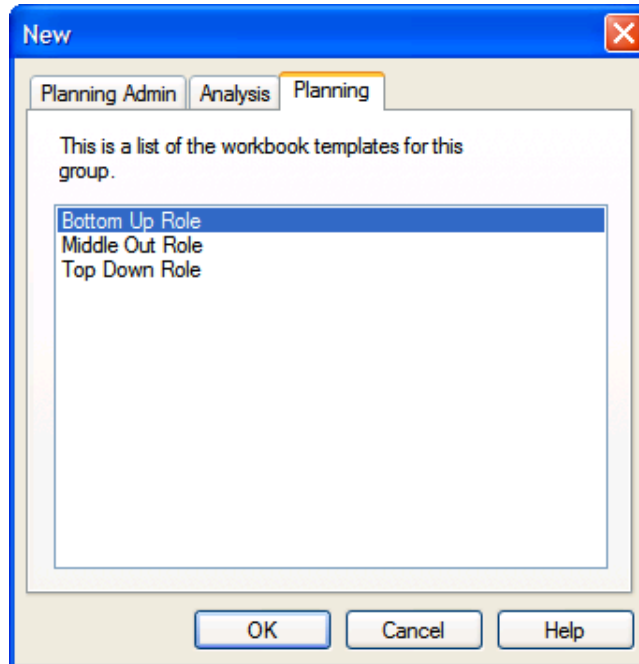 New
Planning Admin Analysis Planning
This is a list of the workbook templates for this
group.
Bottom Up Role
Middle Out Role
Top Down Role
OK Cancel Help